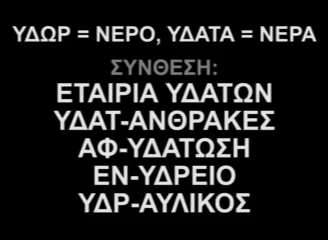 ΥΔΩΡ = ΝΕΡΟ, ΥΔΑΤΑ = ΝΕΡΑ
ΣΥΝΘΕΣΗ:
ΕΤΑΙΡΙΑ ΥΔΑΤΩΝ
ΥΔΑΤ-ΑΝΘΡΑΚΕΣ
ΑΦ-ΥΔΑΤΩΣΗ
ΕΝ-ΥΔΡΕΙΟ
ΥΔΡ-ΑΥΛΙΚΟΣ